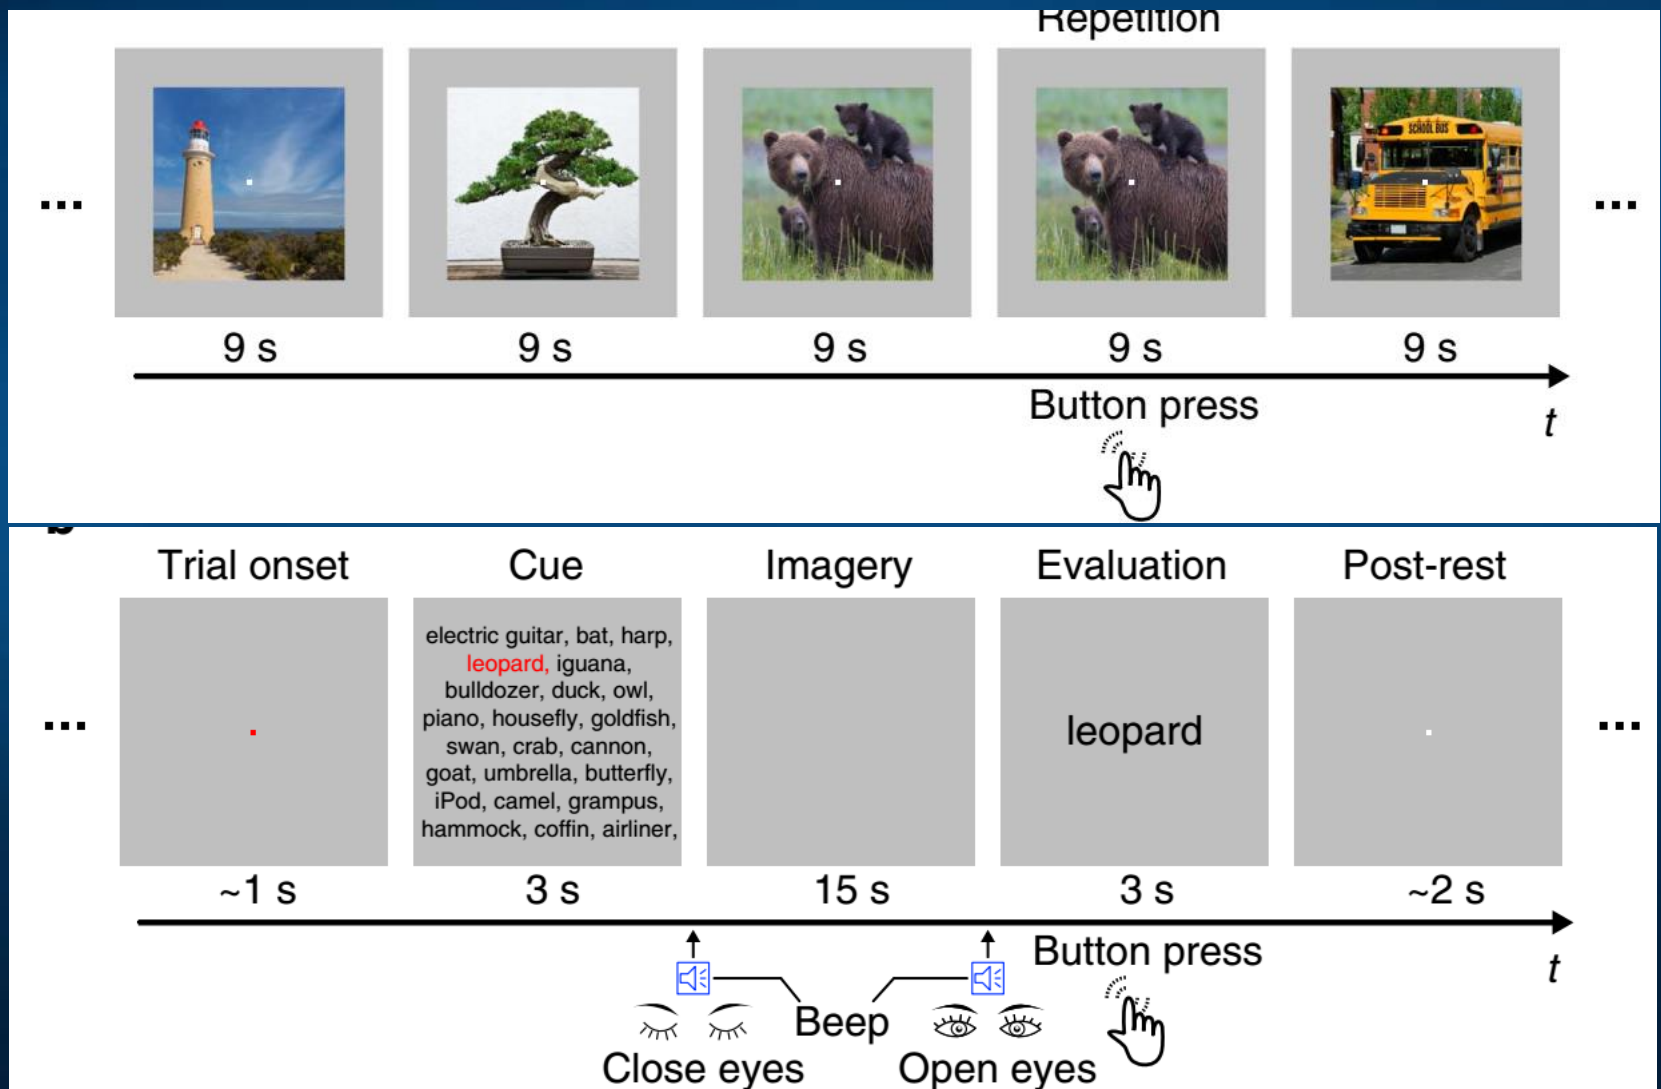 Repetition
...
SCHOOL BUS
...
9 s
9 s
9 s
9 s
9 s
Button press
t
b
Trial onset
Cue
Imagery
Evaluation
Post-rest
electric guitar, bat, harp,
leopard, iguana,
bulldozer, duck, owl,
piano, housefly, goldfish,
swan, crab, cannon,
goat, umbrella, butterfly,
iPod, camel, grampus,
hammock, coffin, airliner,
...
leopard
...
~1 s
3 s
15 s
3 s
~2 s
Button press
t
Beep
Close eyes
Open eyes